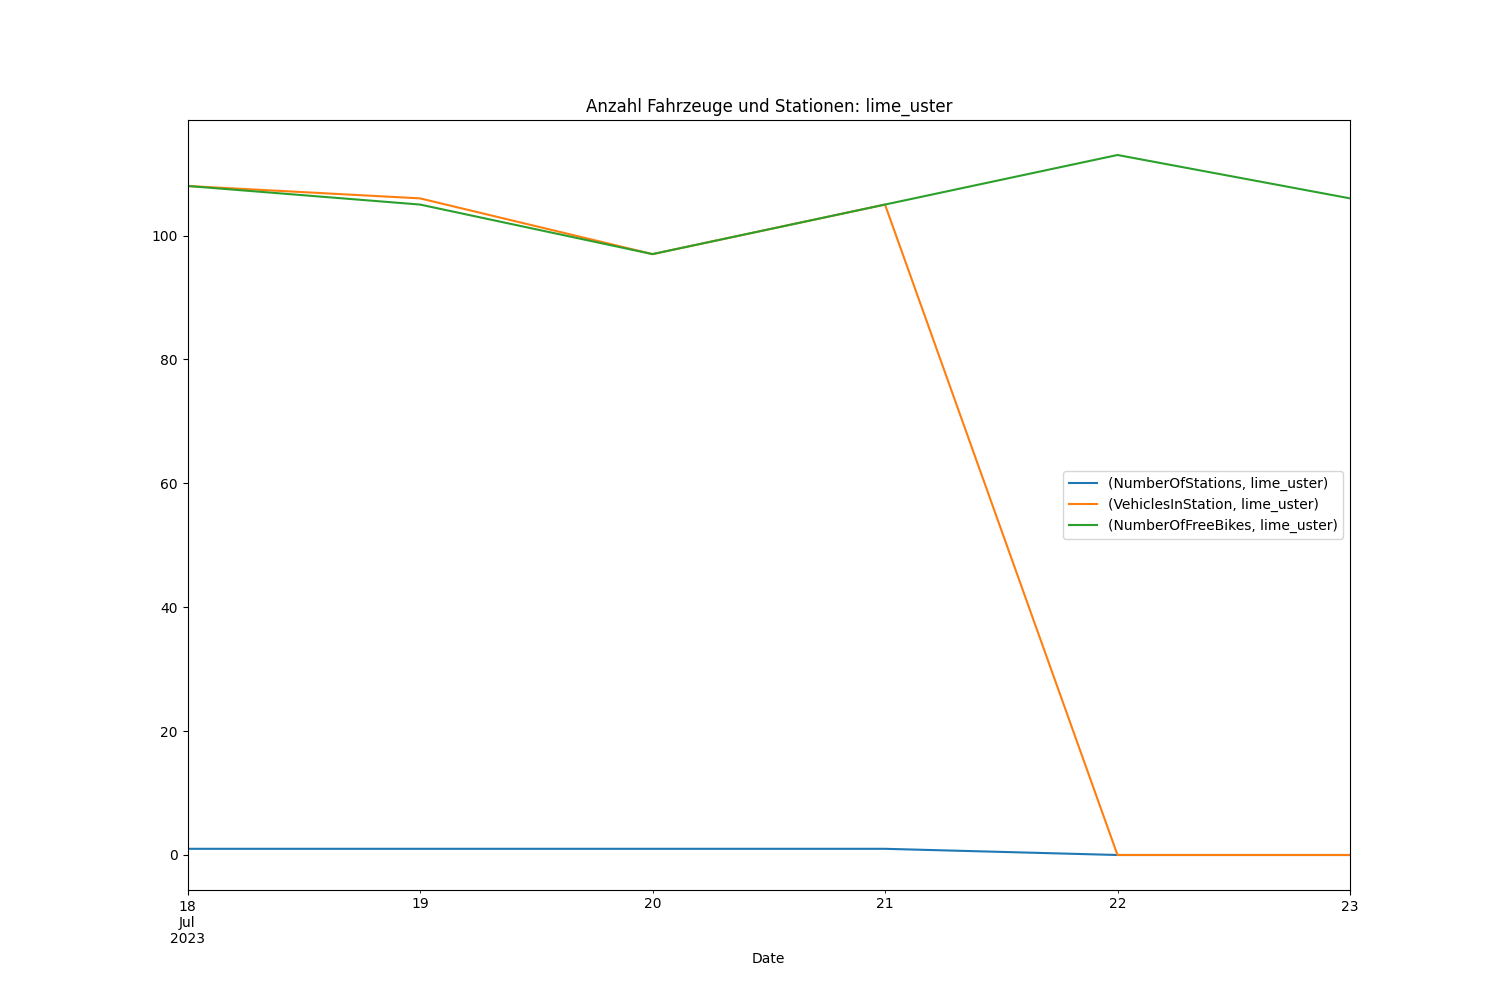 Anzahl Fahrzeuge und Stationen: lime_uster
100
80
60
40
20
0
(NumberOfStations, lime_uster)
(VehiclesInStation, lime_uster)
(NumberOfFreeBikes, lime_uster)
18 19 20 21 22 23
Jul
2023
Date